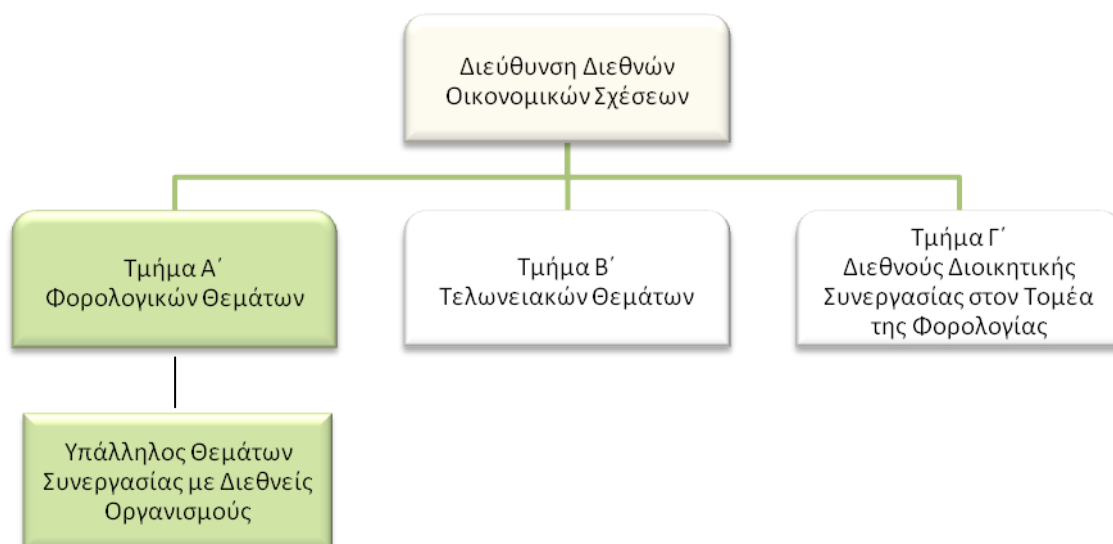 Διεύθυνση Διεθνών
Οικονομικών Σχέσεων
Τμήμα Α΄
Φορολογικών Θεμάτων
Τμήμα Β΄
Τελωνειακών Θεμάτων
Τμήμα Γ΄
Διεθνούς Διοικητικής
Συνεργασίας στον Τομέα
της Φορολογίας
Υπάλληλος Θεμάτων
Συνεργασίας με Διεθνείς
Οργανισμούς